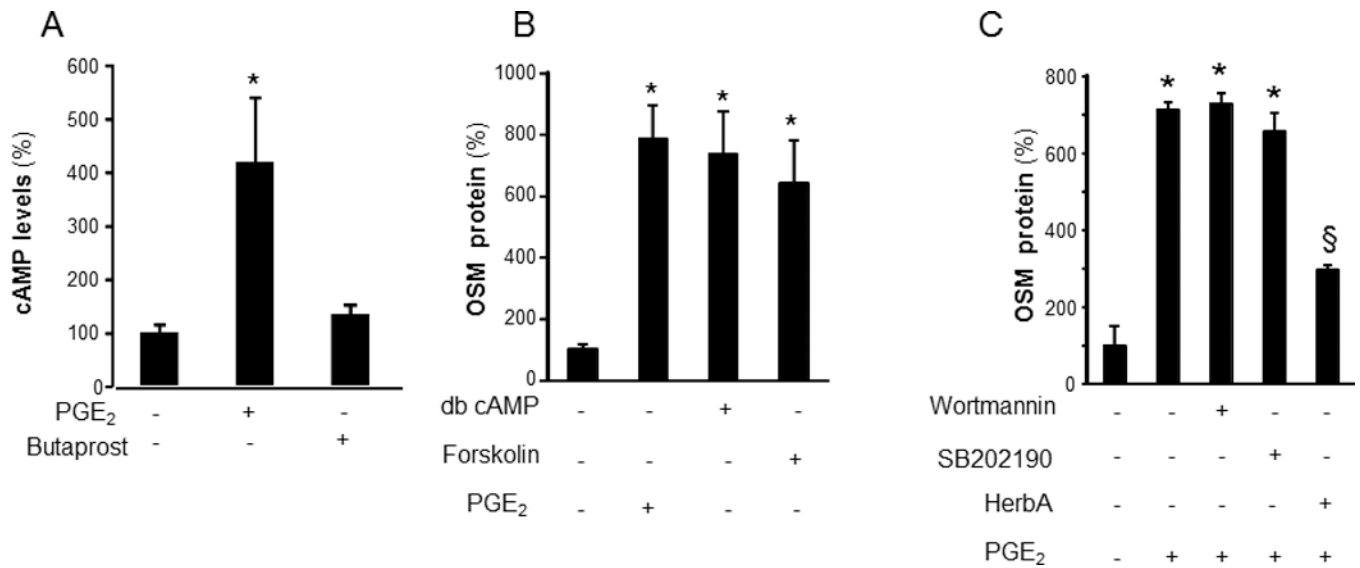 A
cAMP levels (%)
600
500
400
300
200
100
0
*
PGE2 - + -
Butaprost - - +
B
OSM protein (%)
1000
800
600
400
200
0
* * *
db cAMP - - + -
Forskolin - - - +
PGE2 - + - -
C
OSM protein (%)
800
600
400
200
0
* * * §
Wortmannin - - + - -
SB202190 - - - + -
HerbA - - - - +
PGE2 - + + + +